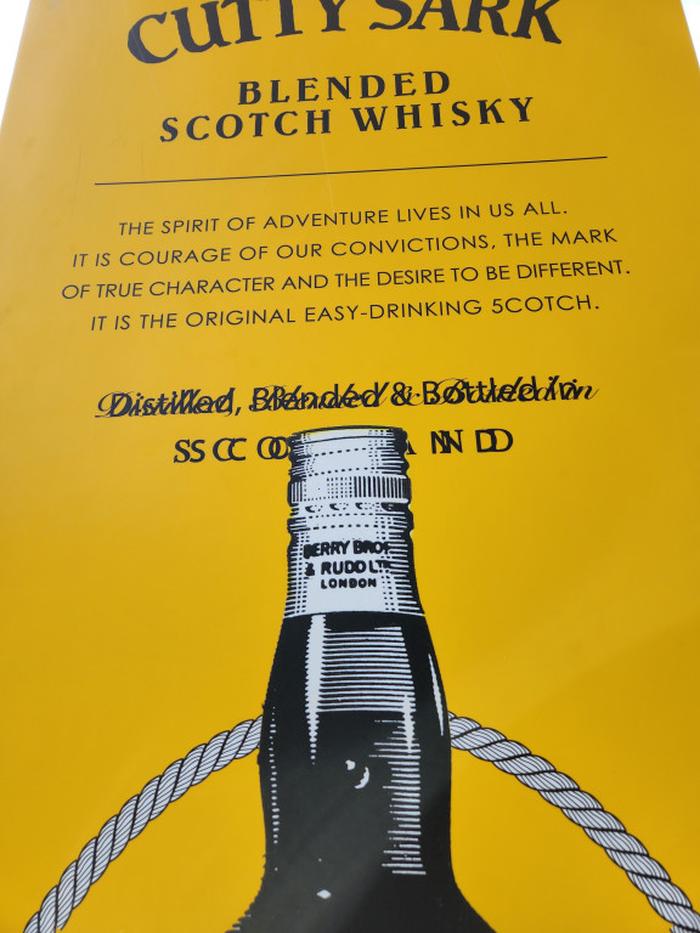 CUTTY SARK
BLENDED
SCOTCH WHISKY
THE SPIRIT OF ADVENTURE LIVES IN US ALL.
IT IS COURAGE OF OUR CONVICTIONS, THE MARK
OF TRUE CHARACTER AND THE DESIRE TO BE DIFFERENT.
IT IS THE ORIGINAL EASY-DRINKING 5COTCH.
Distilled, Blended & Bottled in
BERRY BROS
& RUDD LTD
LONDON